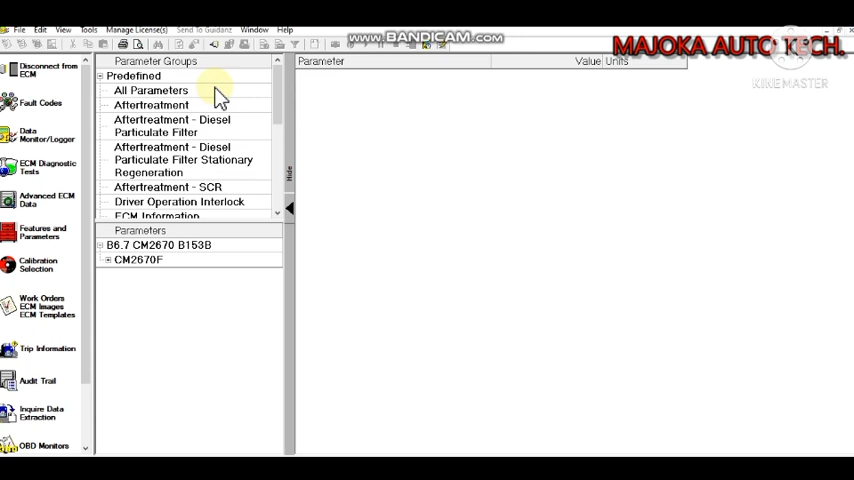 File Edit View Tools Manage License(s) Send To Guidanz Window Help
WWW.BANDICAM.COM
MAJOKA AUTO TECH.
KINEMASTER
Disconnect from
ECM
Fault Codes
Data
Monitor/Logger
ECM Diagnostic
Tests
Advanced ECM
Data
Features and
Parameters
Calibration
Selection
Work Orders
ECM Images
ECM Templates
Trip Information
Audit Trail
Inquire Data
Extraction
OBD Monitors
Parameter Groups
Predefined
All Parameters
Aftertreatment
Aftertreatment - Diesel
Particulate Filter
Aftertreatment - Diesel
Particulate Filter Stationary
Regeneration
Aftertreatment - SCR
Driver Operation Interlock
ECM Information
Parameters
B6.7 CM2670 B153B
CM2670F
Hide
Parameter Value Units